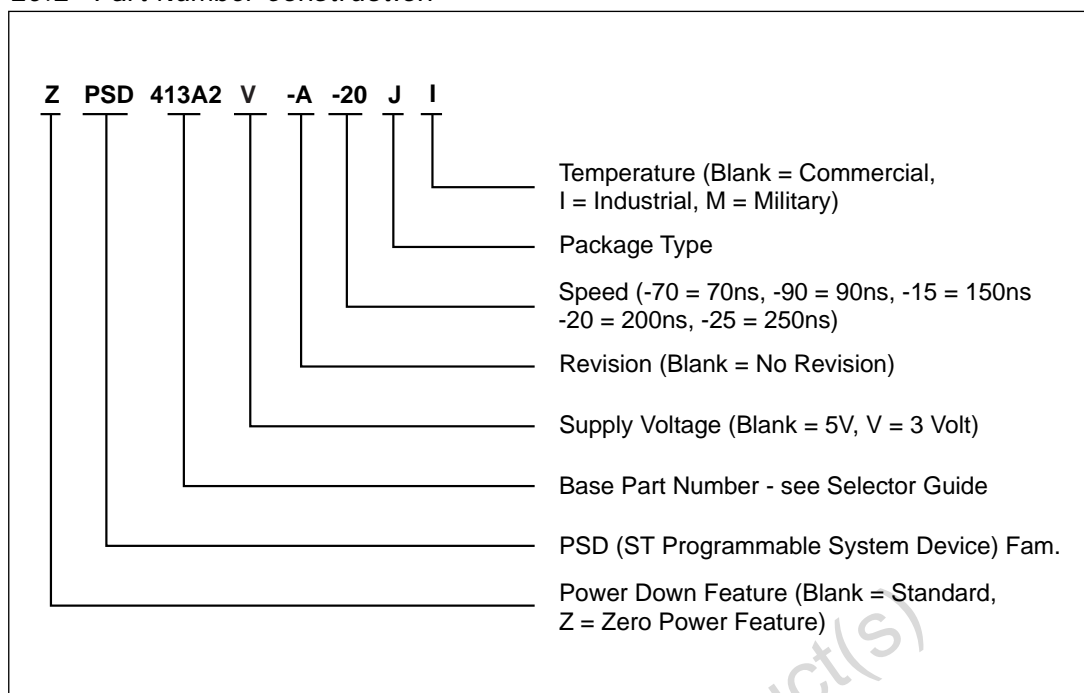 Z PSD 413A2 V -A -20 J I
Temperature (Blank = Commercial,
I = Industrial, M = Military)
Package Type
Speed (-70 = 70ns, -90 = 90ns, -15 = 150ns
-20 = 200ns, -25 = 250ns)
Revision (Blank = No Revision)
Supply Voltage (Blank = 5V, V = 3 Volt)
Base Part Number - see Selector Guide
PSD (ST Programmable System Device) Fam.
Power Down Feature (Blank = Standard,
Z = Zero Power Feature)